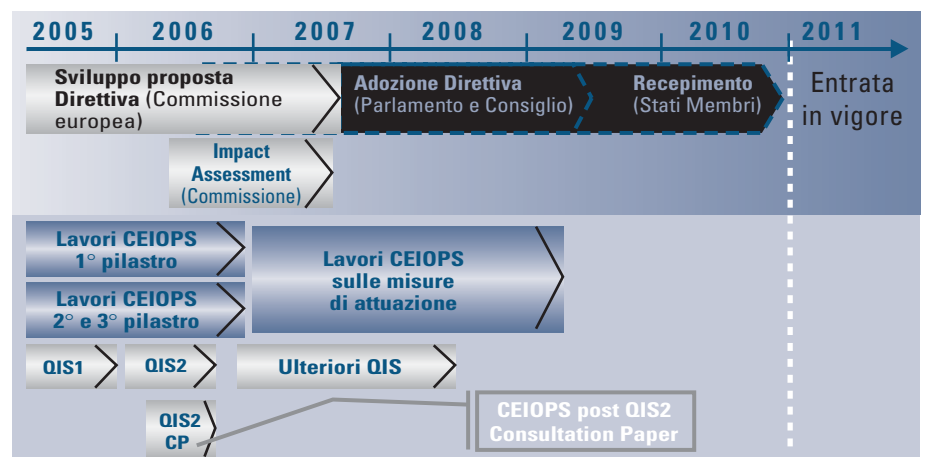 2005 2006 2007 2008 2009 2010 2011
Sviluppo proposta
Direttiva (Commissione
europea)
Adozione Direttiva
(Parlamento e Consiglio)
Recepimento
(Stati Membri)
Entrata
in vigore
Impact
Assessment
(Commissione)
Lavori CEIOPS
1° pilastro
Lavori CEIOPS
sulle misure
di attuazione
Lavori CEIOPS
2° e 3° pilastro
QIS1
QIS2
Ulteriori QIS
QIS2
CP
CEIOPS post QIS2
Consultation Paper